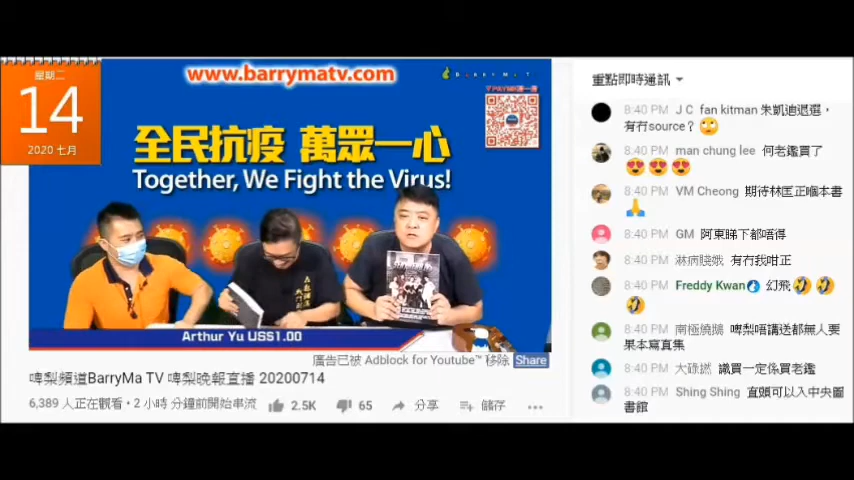 星期二
14
2020 七月
www.barrymatv.com
BARRYMAT
全民抗疫 萬眾一心
Together, We Fight the Virus!
Arthur Yu US$1.00
廣告已被 Adblock for Youtube™ 移除
Share
啤梨頻道BarryMa TV 啤梨晚報直播 20200714
6,389 人正在觀看 • 2 小時 分鐘前開始串流
2.5K
65
分享
儲存
重點即時通訊
8:40 PM J C fan kitman 朱凱迪退選，
有冇source？
8:40 PM man chung lee 何老鑑買了
8:40 PM VM Cheong 期待林匡正嗰本書
8:40 PM GM 阿東睇下都唔得
8:40 PM 淋病賤娥 有冇我咁正
8:40 PM Freddy Kwan 幻飛
8:40 PM 南極燒鵝 啤梨唔講送都無人要
果本寫真集
8:40 PM 大碌撚 識買一定係買老鑑
8:40 PM Shing Shing 直頭可以入中央圖
書館